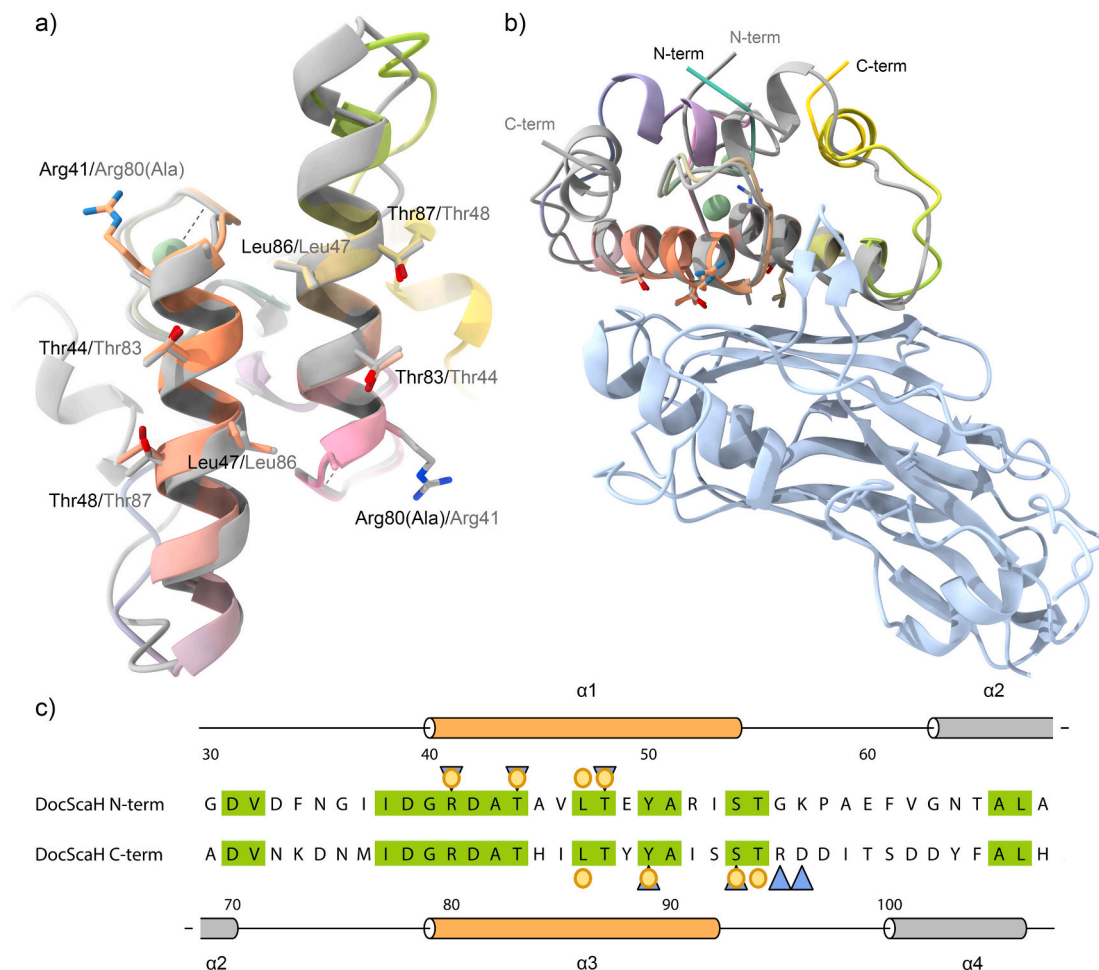 a)
b)
N-term
N-term
C-term
C-term
Arg41/Arg80(Ala)
Thr87/Thr48
Leu86/Leu47
Thr44/Thr83
Thr83/Thr44
Leu47/Leu86
Thr48/Thr87
Arg80(Ala)/Arg41
c)
α1 α2
30 40 50 60
DocScaH N-term G D V D F N G I I D G R D A T A V L T E Y A R I S T G K P A E F V G N T A L A
DocScaH C-term A D V N K D N M I D G R D A T H I L T Y Y A I S S T R D D I T S D D Y F A L H
70 80 90 100
α2 α3 α4